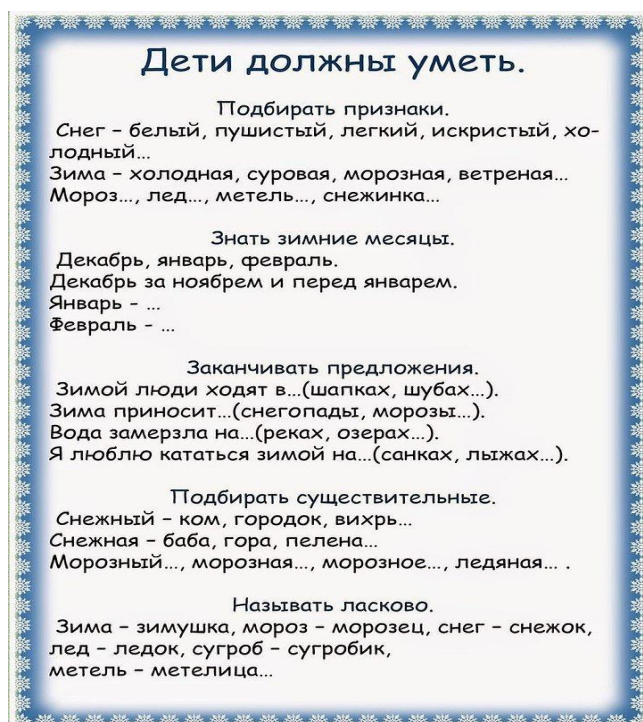 Дети должны уметь.
Подбирать признаки.
Снег – белый, пушистый, легкий, искристый, хо-
лодный...
Зима – холодная, суровая, морозная, ветреная...
Мороз..., лед..., метель..., снежинка...
Знать зимние месяцы.
Декабрь, январь, февраль.
Декабрь за ноябрем и перед январем.
Январь - ...
Февраль - ...
Заканчивать предложения.
Зимой люди ходят в...(шапках, шубах...).
Зима приносит...(снегопады, морозы...).
Вода замерзла на...(реках, озерах...).
Я люблю кататься зимой на...(санках, лыжах...).
Подбирать существительные.
Снежный – ком, городок, вихрь...
Снежная – баба, гора, пелена...
Морозный..., морозная..., морозное..., ледяная... .
Называть ласково.
Зима – зимушка, мороз – морозец, снег – снежок,
лед – ледок, сугроб – сугробик,
метель – метелица...